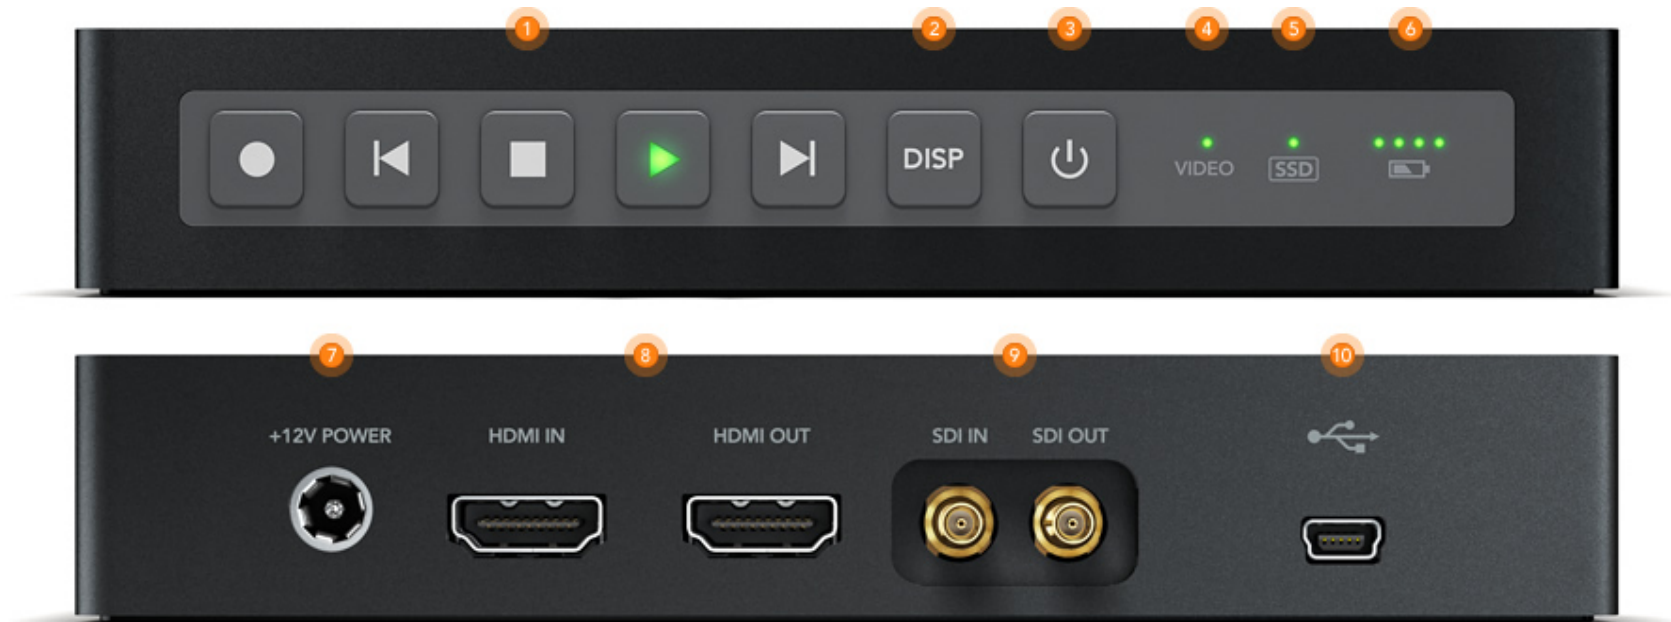 1 2 3 4 5 6
DISP
VIDEO SSD
7 8 9 10
+12V POWER HDMI IN HDMI OUT SDI IN SDI OUT